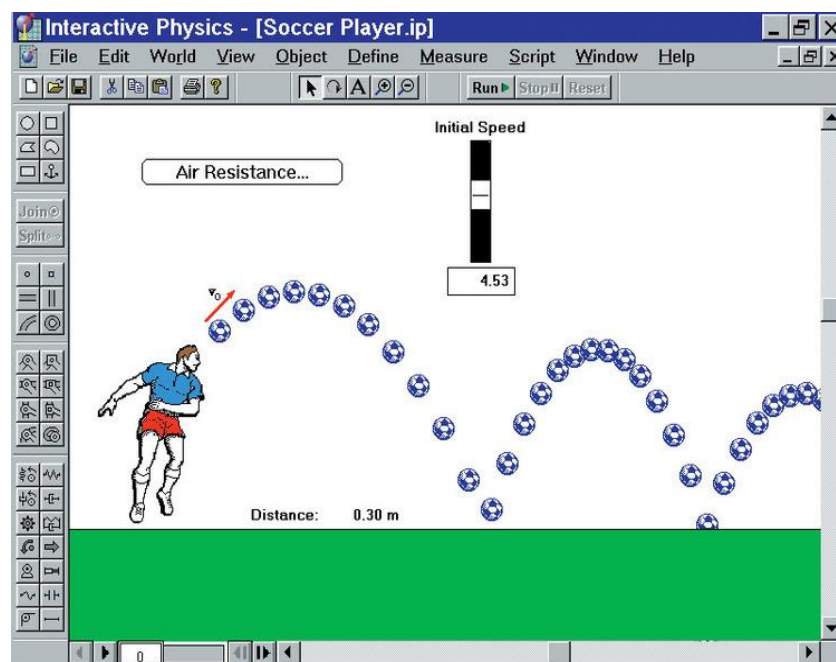 Interactive Physics - [Soccer Player.ip]
File Edit World View Object Define Measure Script Window Help
A Run Stop Reset
Join
Split
Initial Speed
Air Resistance...
4.53
v0
Distance: 0.30 m
0